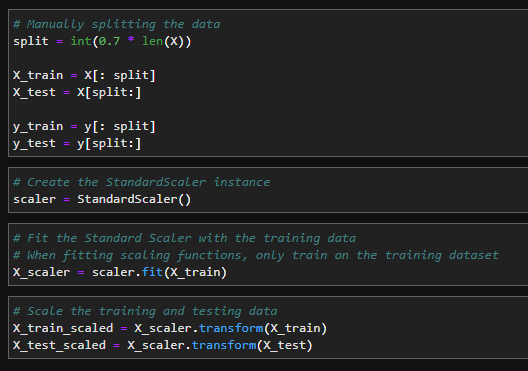 # Manually splitting the data
split = int(0.7 * len(X))
X_train = X[: split]
X_test = X[split:]
y_train = y[: split]
y_test = y[split:]
# Create the StandardScaler instance
scaler = StandardScaler()
# Fit the Standard Scaler with the training data
# When fitting scaling functions, only train on the training dataset
X_scaler = scaler.fit(X_train)
# Scale the training and testing data
X_train_scaled = X_scaler.transform(X_train)
X_test_scaled = X_scaler.transform(X_test)